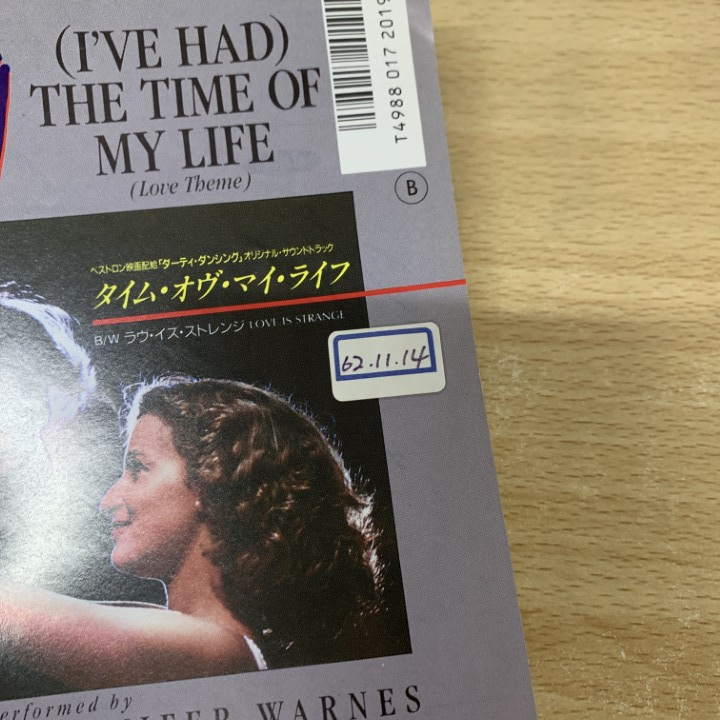 (I'VE HAD)
THE TIME OF
MY LIFE
(Love Theme)
T4988 017 2019
B
ベストロン映画配給「ダーティ・ダンシング」オリジナル・サウンドトラック
タイム・オヴ・マイ・ライフ
B/W ラヴ・イズ・ストレンジ LOVE IS STRANGE
62.11.14
erformed by
WARNES